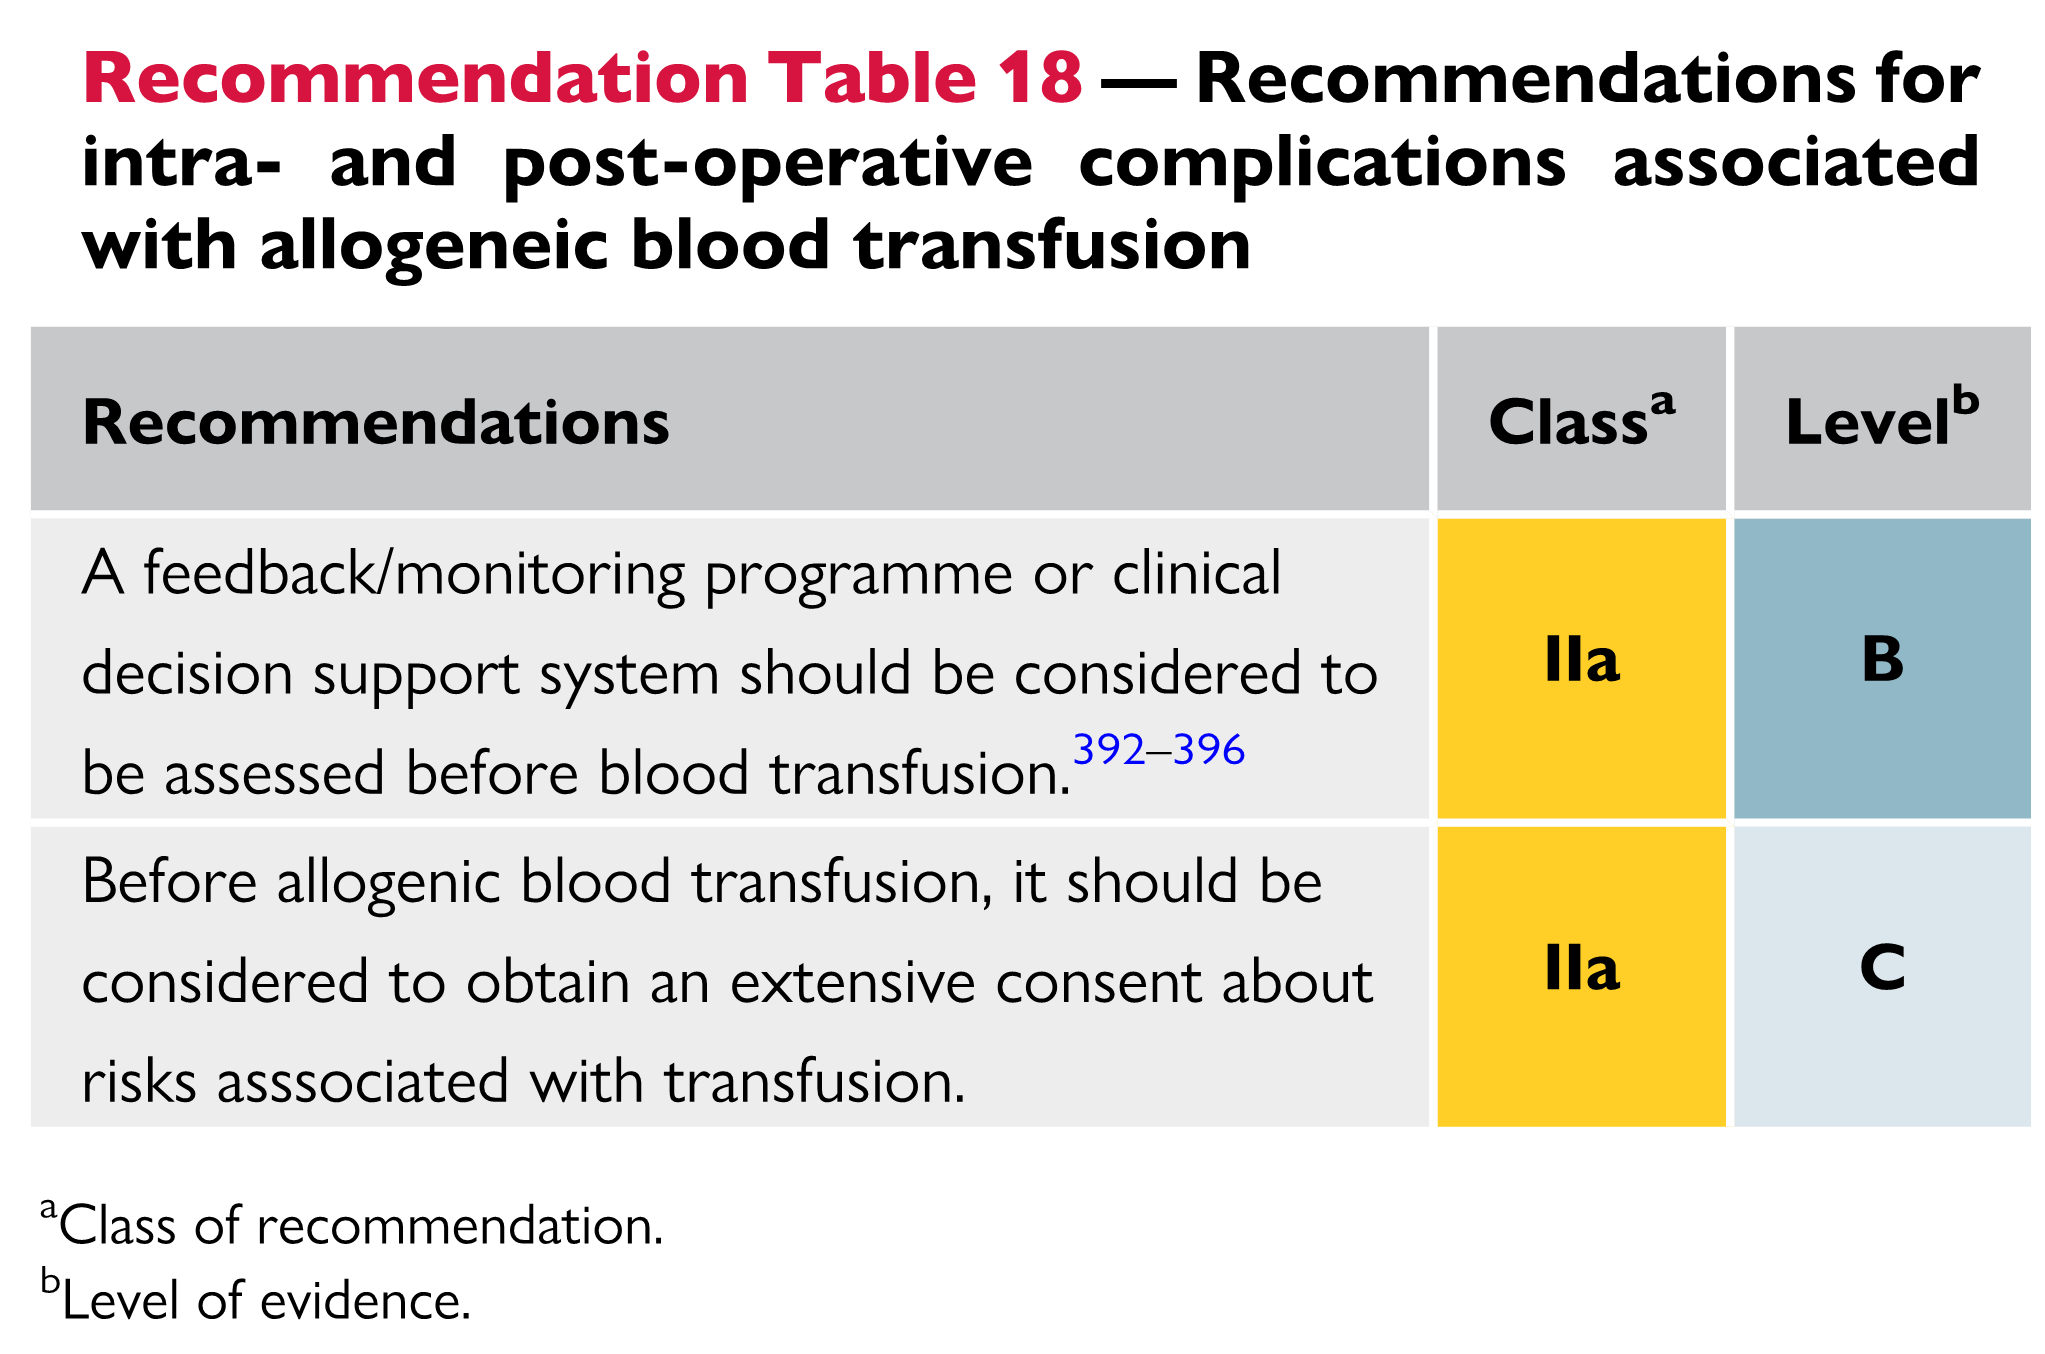 Recommendation Table 18 — Recommendations for
intra- and post-operative complications associated
with allogeneic blood transfusion
Recommendations Classᵃ Levelᵇ
A feedback/monitoring programme or clinical
decision support system should be considered to
be assessed before blood transfusion.³⁹²⁻³⁹⁶
IIa B
Before allogenic blood transfusion, it should be
considered to obtain an extensive consent about
risks asssociated with transfusion.
IIa C
ᵃClass of recommendation.
ᵇLevel of evidence.